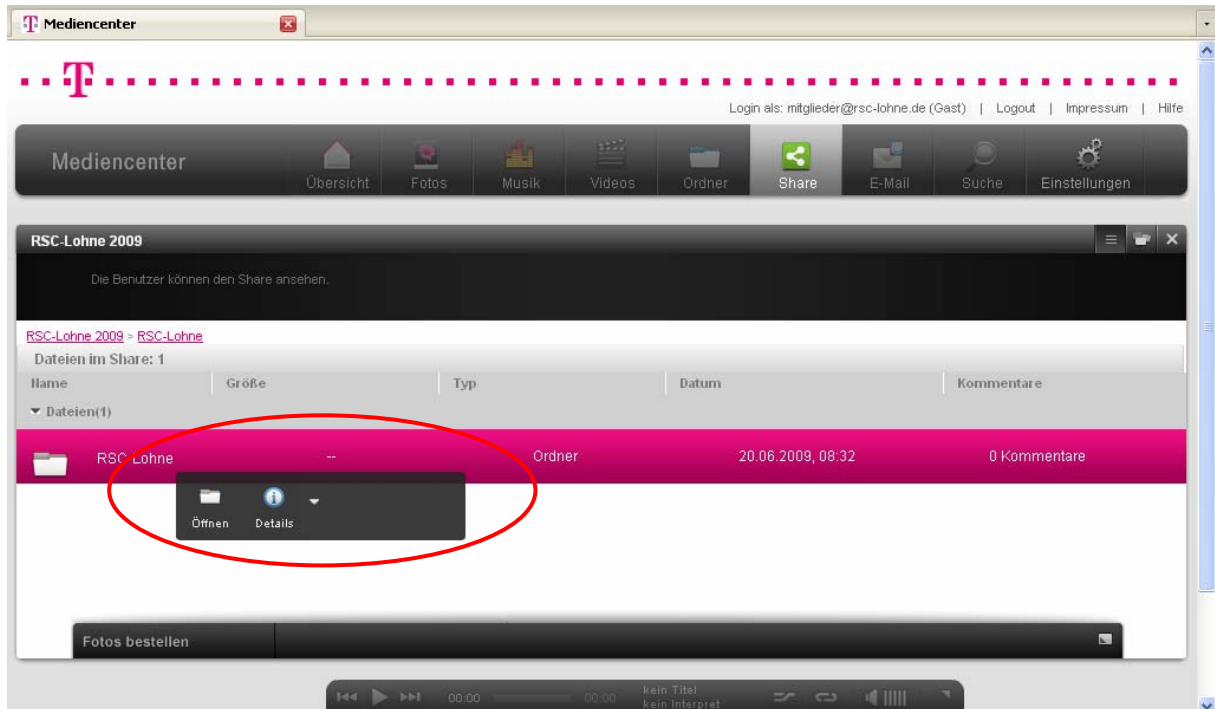 T Mediencenter
T
Login als: mitglieder@rsc-lohne.de (Gast) | Logout | Impressum | Hilfe
Mediencenter Übersicht Fotos Musik Videos Ordner Share E-Mail Suche Einstellungen
RSC-Lohne 2009
Die Benutzer können den Share ansehen.
RSC-Lohne 2009 > RSC-Lohne
Dateien im Share: 1
Name Größe Typ Datum Kommentare
Dateien(1)
RSC-Lohne -- Ordner 20.06.2009, 08:32 0 Kommentare
Öffnen Details
Fotos bestellen
00:00 00:00 kein Titel
kein Interpret